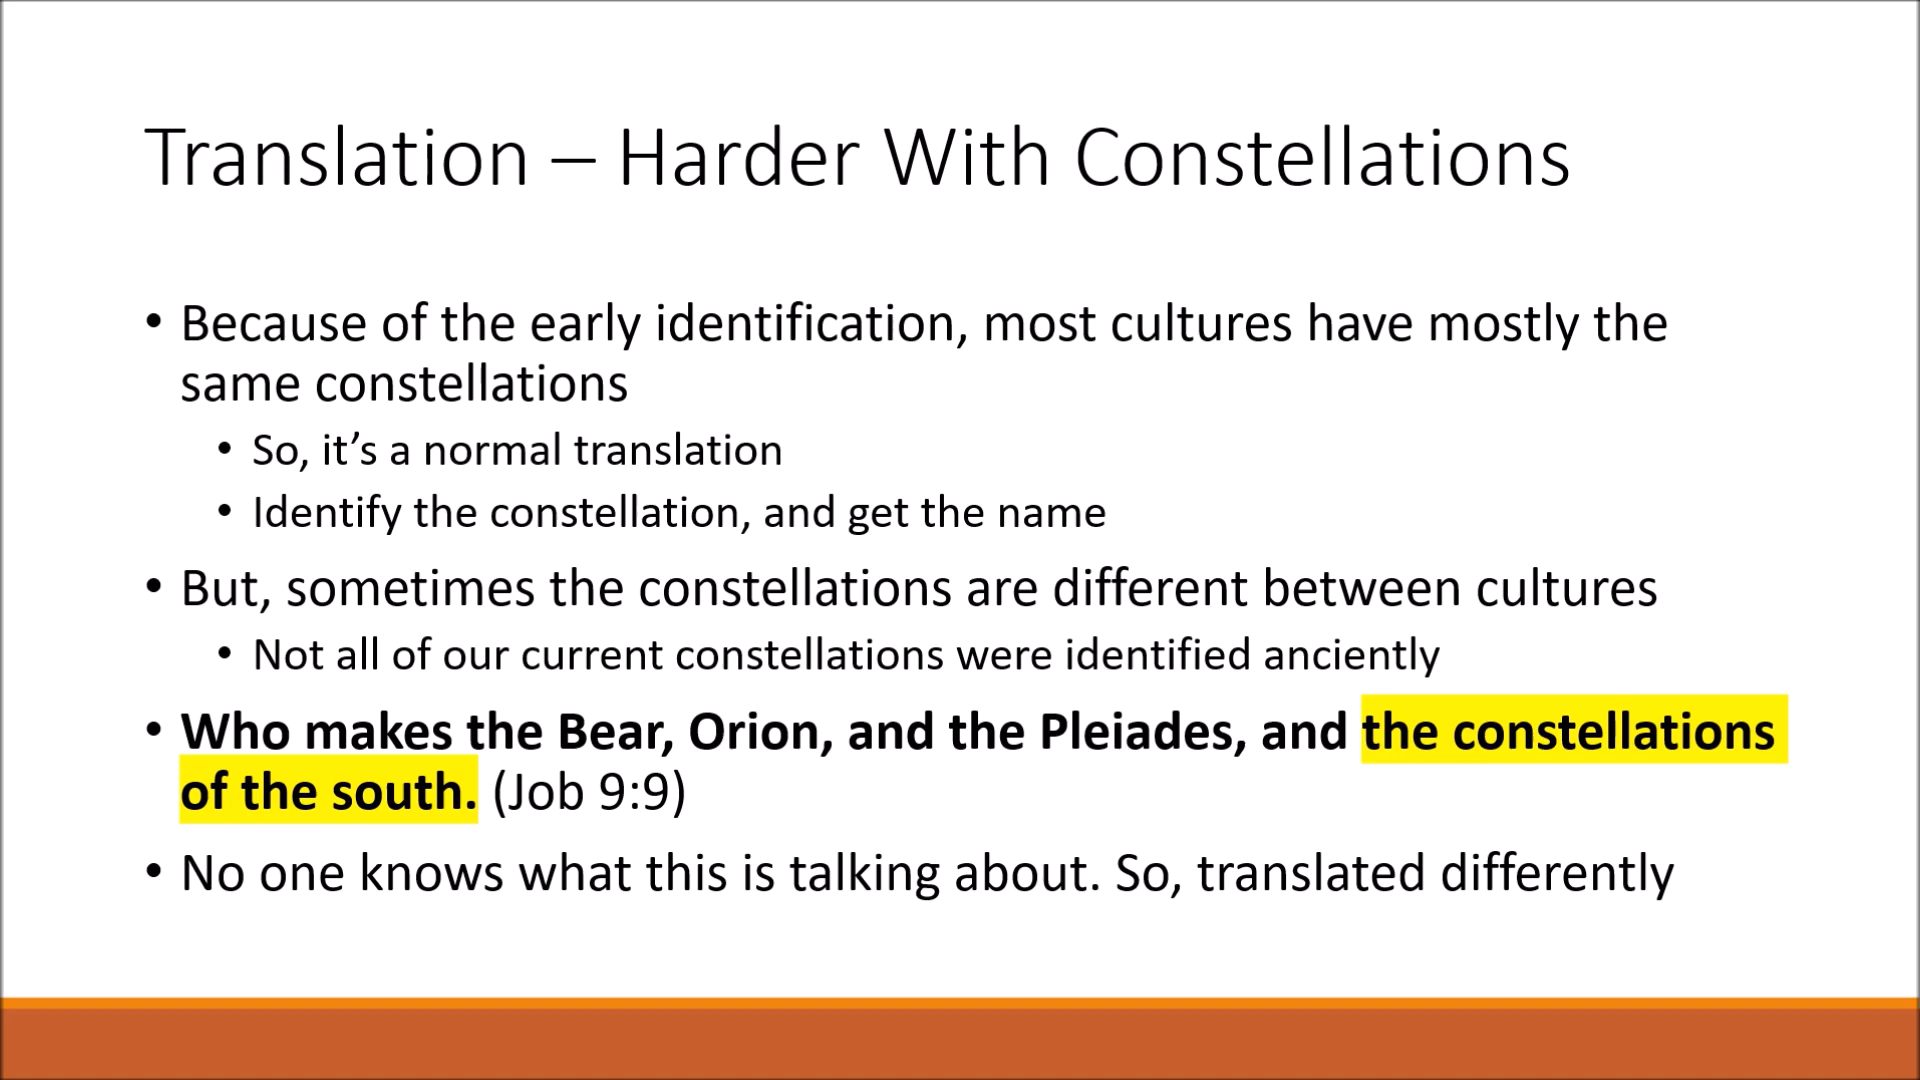 Translation – Harder With Constellations
• Because of the early identification, most cultures have mostly the
same constellations
• So, it’s a normal translation
• Identify the constellation, and get the name
• But, sometimes the constellations are different between cultures
• Not all of our current constellations were identified anciently
• Who makes the Bear, Orion, and the Pleiades, and the constellations
of the south. (Job 9:9)
• No one knows what this is talking about. So, translated differently